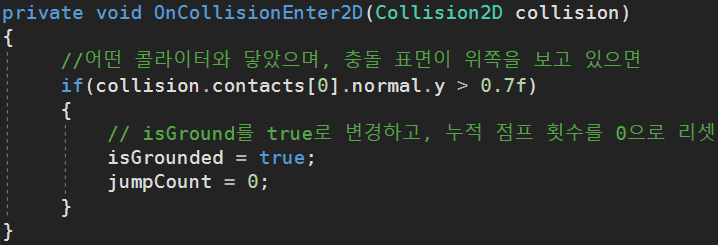 private void OnCollisionEnter2D(Collision2D collision)
{
//어떤 콜라이터와 닿았으며, 충돌 표면이 위쪽을 보고 있으면
if(collision.contacts[0].normal.y > 0.7f)
{
// isGround를 true로 변경하고, 누적 점프 횟수를 0으로 리셋
isGrounded = true;
jumpCount = 0;
}
}